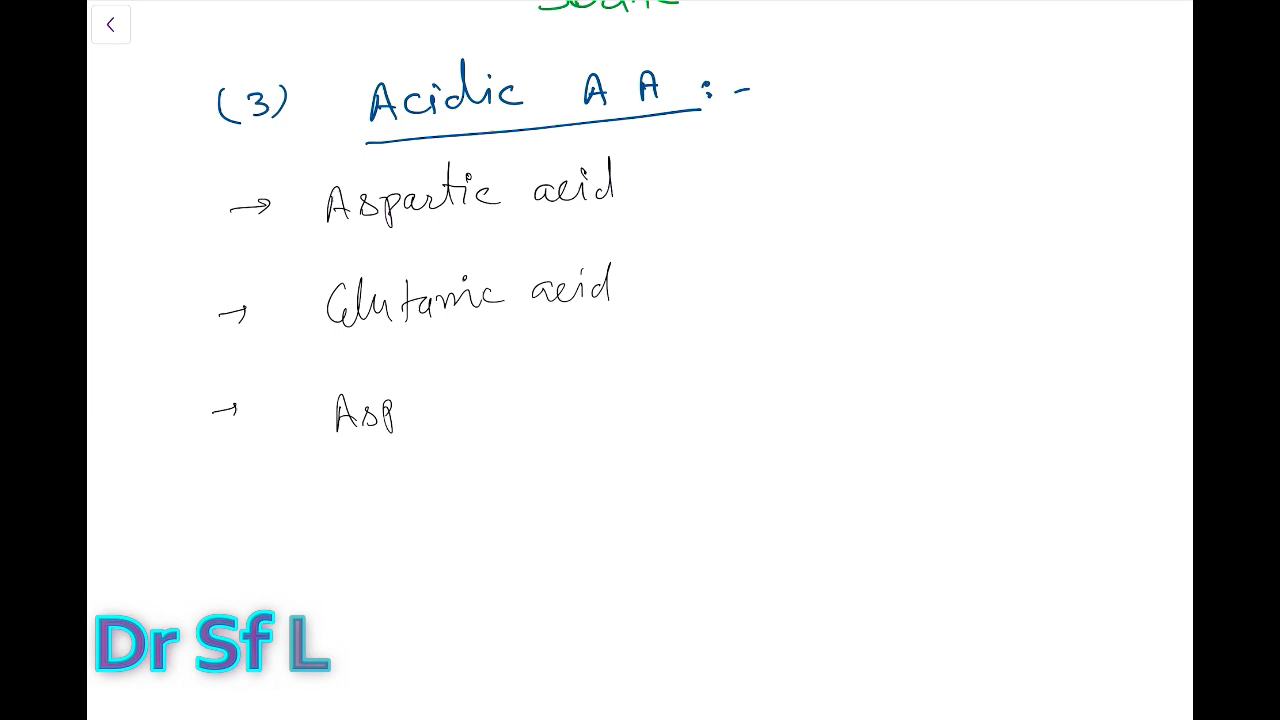 (3) Acidic A A :-
→ Aspartic acid
→ Glutamic acid
→ Asp
Dr Sf L